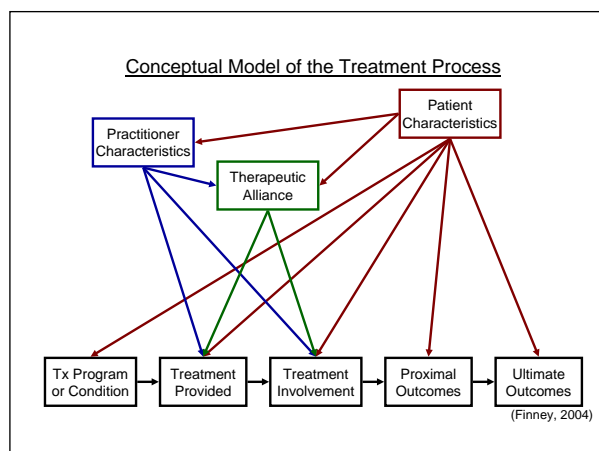 Conceptual Model of the Treatment Process
Patient
Characteristics
Practitioner
Characteristics
Therapeutic
Alliance
Tx Program
or Condition
Treatment
Provided
Treatment
Involvement
Proximal
Outcomes
Ultimate
Outcomes
(Finney, 2004)